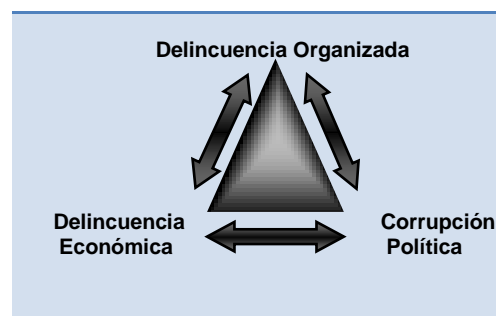 Delincuencia Organizada
Delincuencia
Económica
Corrupción
Política